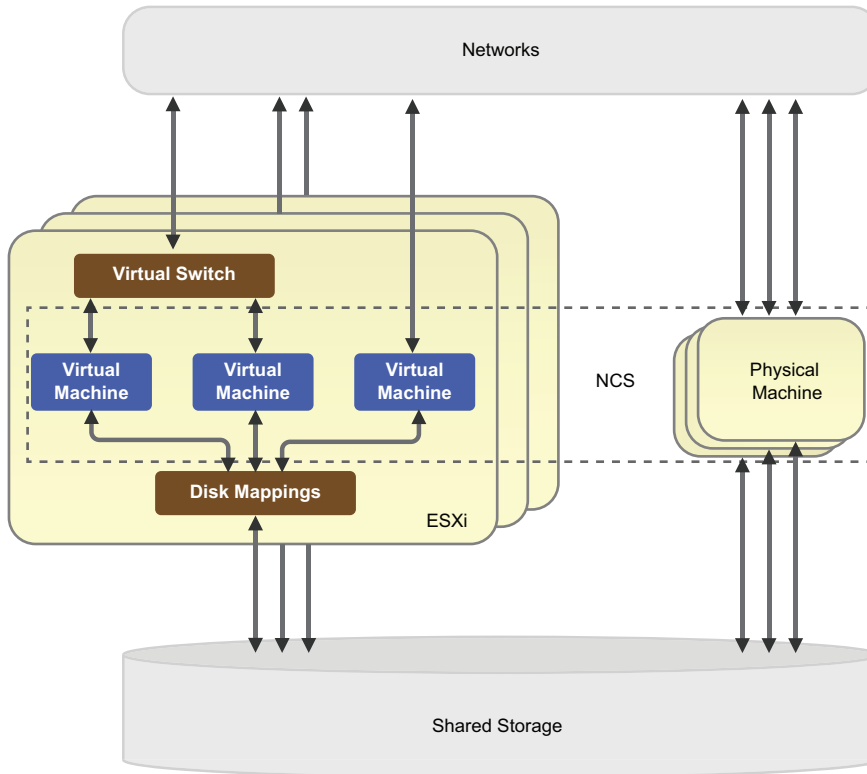 Networks
Virtual Switch
Virtual
Machine
Virtual
Machine
Virtual
Machine
NCS
Physical
Machine
Disk Mappings
ESXi
Shared Storage